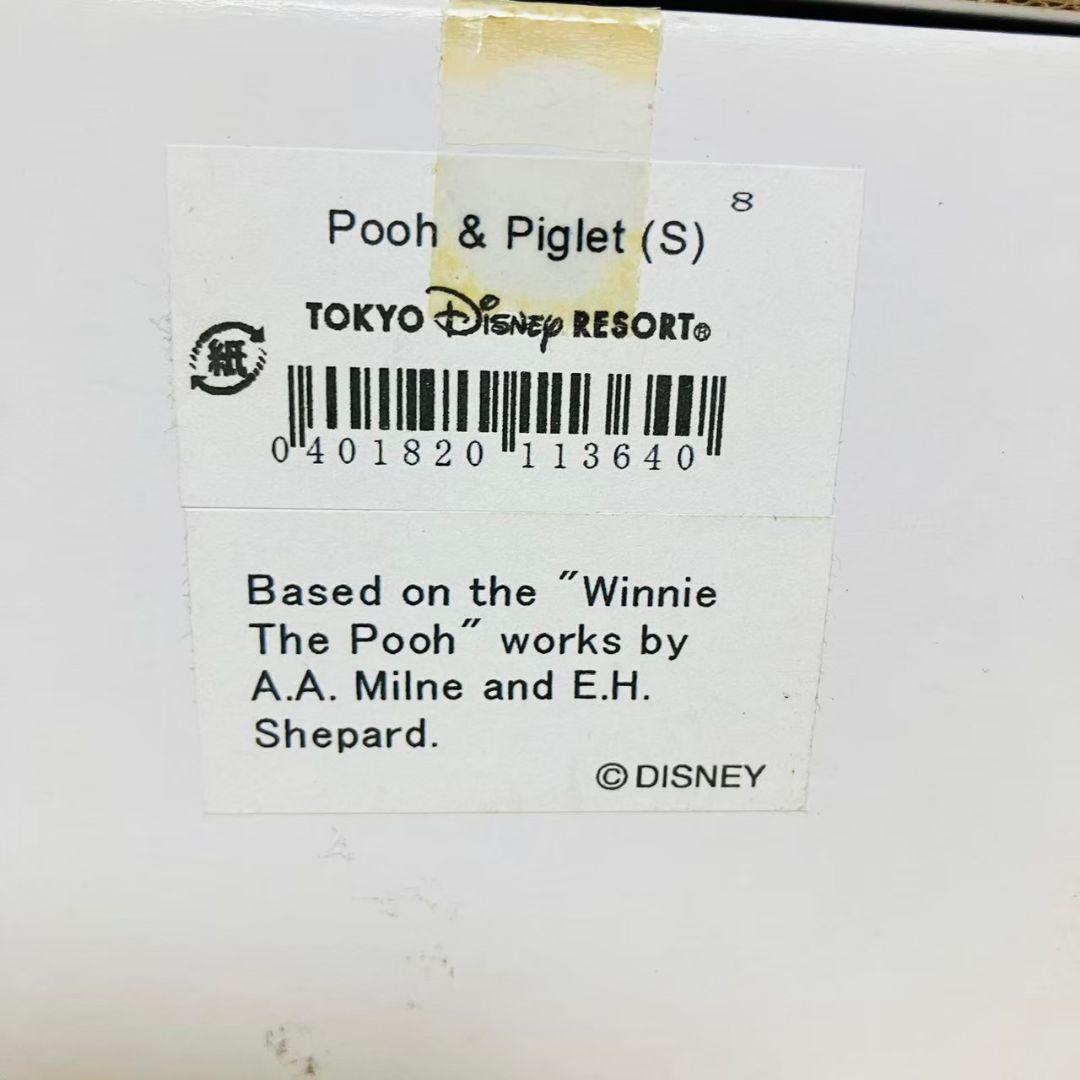 8
Pooh & Piglet (S)
TOKYO Disney RESORT®
紙
0 401820 113640
Based on the "Winnie
The Pooh" works by
A.A. Milne and E.H.
Shepard.
©DISNEY